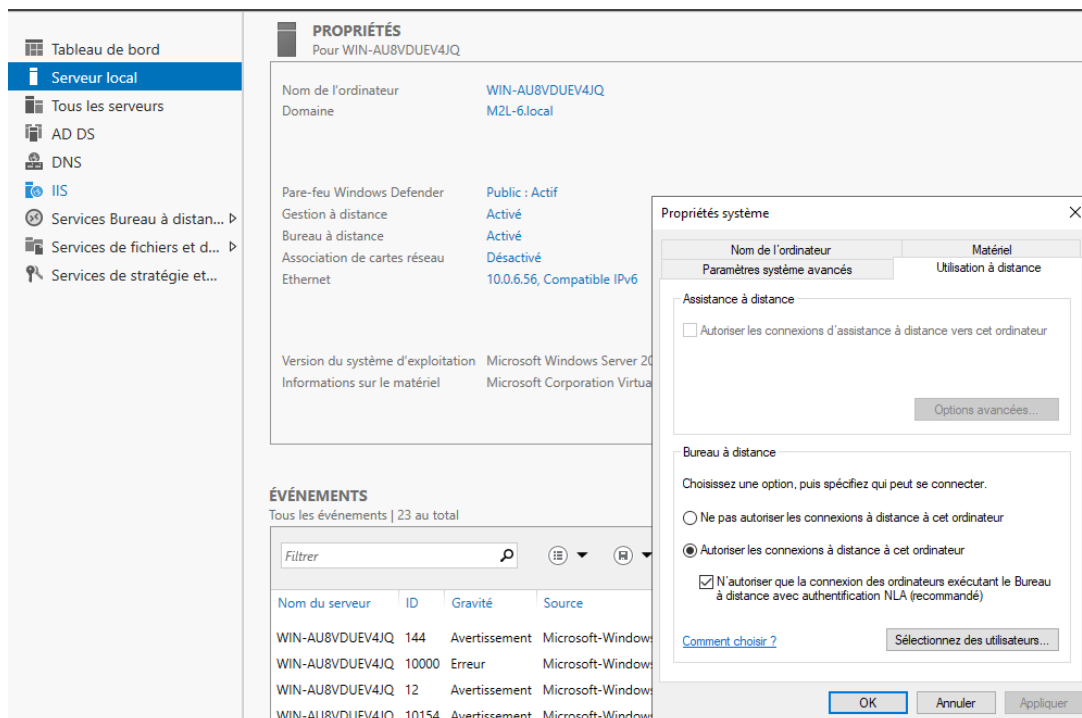 Tableau de bord
Serveur local
Tous les serveurs
AD DS
DNS
IIS
Services Bureau à distan...
Services de fichiers et d...
Services de stratégie et...
PROPRIÉTÉS
Pour WIN-AU8VDUEV4JQ
Nom de l'ordinateur WIN-AU8VDUEV4JQ
Domaine M2L-6.local
Pare-feu Windows Defender Public : Actif
Gestion à distance Activé
Bureau à distance Activé
Association de cartes réseau Désactivé
Ethernet 10.0.6.56, Compatible IPv6
Version du système d'exploitation Microsoft Windows Server 20
Informations sur le matériel Microsoft Corporation Virtua
ÉVÉNEMENTS
Tous les événements | 23 au total
Filtrer
Nom du serveur ID Gravité Source
WIN-AU8VDUEV4JQ 144 Avertissement Microsoft-Windows
WIN-AU8VDUEV4JQ 10000 Erreur Microsoft-Windows
WIN-AU8VDUEV4JQ 12 Avertissement Microsoft-Windows
WIN-AU8VDUEV4JQ 10154 Avertissement Microsoft-Windows
Propriétés système
Nom de l'ordinateur Matériel
Paramètres système avancés Utilisation à distance
Assistance à distance
Autoriser les connexions d'assistance à distance vers cet ordinateur
Options avancées...
Bureau à distance
Choisissez une option, puis spécifiez qui peut se connecter.
Ne pas autoriser les connexions à distance à cet ordinateur
Autoriser les connexions à distance à cet ordinateur
N'autoriser que la connexion des ordinateurs exécutant le Bureau
à distance avec authentification NLA (recommandé)
Comment choisir ? Sélectionnez des utilisateurs...
OK Annuler Appliquer